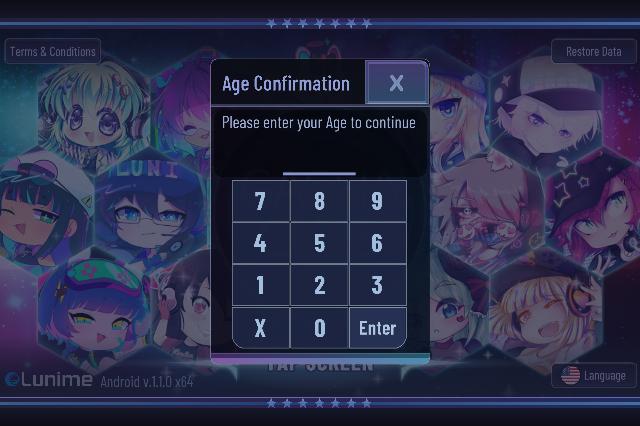 Terms & Conditions
Restore Data
Age Confirmation
X
Please enter your Age to continue
LUNI
7 8 9
4 5 6
1 2 3
X 0 Enter
TAP SCREEN
Lunime Android v.1.1.0 x64
Language